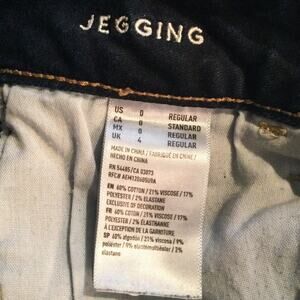 JEGGING
US 0 REGULAR
CA 0 STANDARD
MX 0 REGULAR
UK 4 REGULAR
MADE IN CHINA / FABRIQUÉ EN CHINE /
HECHO EN CHINA
RN 54485/CA 03073
EN 60% COTTON / 21% VISCOSE / 17%
POLYESTER / 2% ELASTANE
EXCLUSIVE OF DECORATION
FR 60% COTON / 21% VISCOSE / 17%
POLYESTER / 2% ÉLASTHANNE
À L'EXCEPTION DE LA GARNITURE
SP 60% algodón / 21% viscosa / 9%
elastano